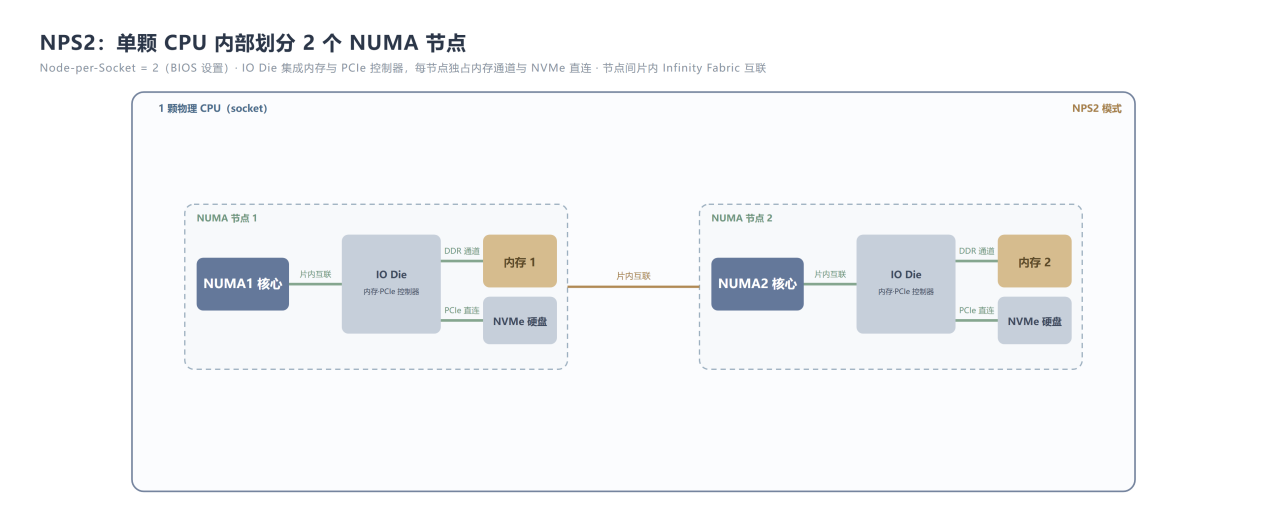 NPS2：单颗 CPU 内部划分 2 个 NUMA 节点
Node-per-Socket = 2（BIOS 设置）· IO Die 集成内存与 PCIe 控制器，每节点独占内存通道与 NVMe 直连 · 节点间片内 Infinity Fabric 互联
1 颗物理 CPU（socket）
NPS2 模式
NUMA 节点 1
NUMA1 核心
片内互联
IO Die
内存·PCIe 控制器
DDR 通道
内存 1
PCIe 直连
NVMe 硬盘
片内互联
NUMA 节点 2
NUMA2 核心
片内互联
IO Die
内存·PCIe 控制器
DDR 通道
内存 2
PCIe 直连
NVMe 硬盘